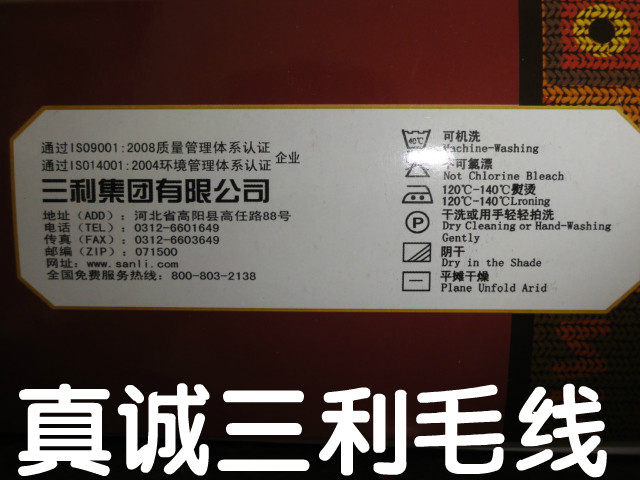 通过ISO9001:2008质量管理体系认证
通过ISO14001:2004环境管理体系认证
企业
三利集团有限公司
地址（ADD）：河北省高阳县高任路88号
电话（TEL）：0312-6601649
传真（FAX）：0312-6603649
邮编（ZIP）：071500
网址：www.sanli.com
全国免费服务热线：800-803-2138
40℃
可机洗
Machine-Washing
不可氯漂
Not Chlorine Bleach
120℃-140℃熨烫
120℃-140℃Lroning
P
干洗或用手轻轻拍洗
Dry Cleaning or Hand-Washing
Gently
阴干
Dry in the Shade
平摊干燥
Plane Unfold Arid
真诚三利毛线